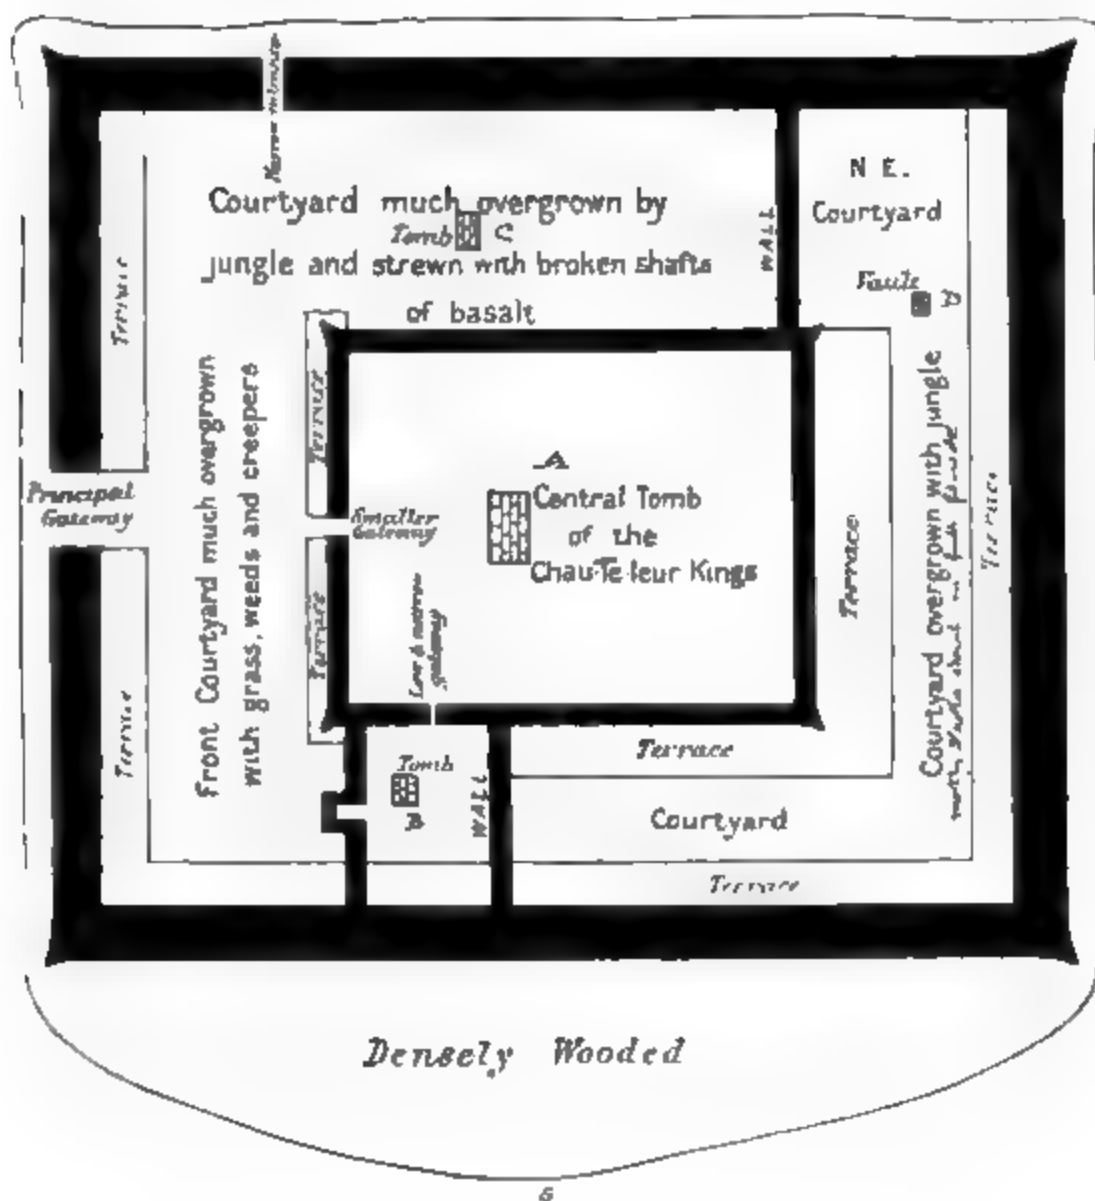 Narrow entrance
N E.
Courtyard
Courtyard much overgrown by
Tomb C
jungle and strewn with broken shafts
of basalt
WALL
Vault D
Terrace
Front Courtyard much overgrown
with grass, weeds and creepers
Terrace
Principal
Gateway
Smaller
Gateway
A
Central Tomb
of the
Chau-Te-leur Kings
Low & narrow
gateway
Terrace
Courtyard overgrown with jungle
Terrace
Terrace
Terrace
Tomb
B
WALL
Terrace
Courtyard
Terrace
Densely Wooded
S